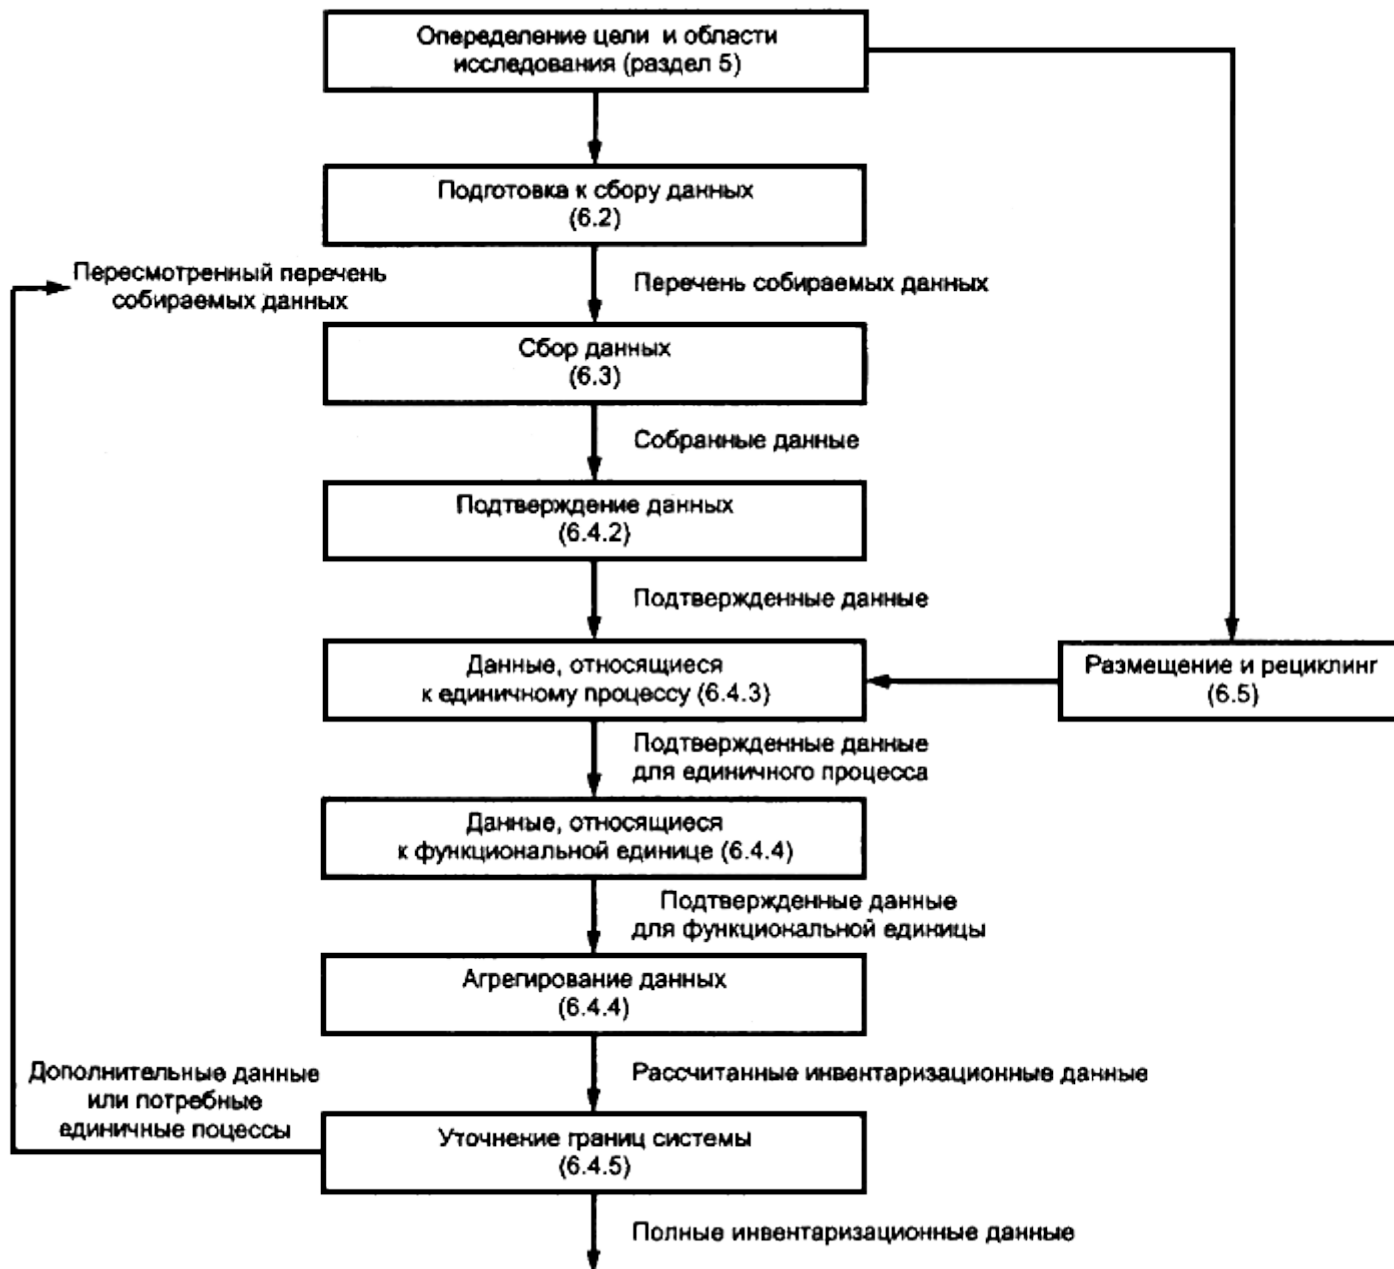 Опеределение цели и области
исследования (раздел 5)
Подготовка к сбору данных
(6.2)
Пересмотренный перечень
собираемых данных
Перечень собираемых данных
Сбор данных
(6.3)
Собранные данные
Подтверждение данных
(6.4.2)
Подтвержденные данные
Данные, относящиеся
к единичному процессу (6.4.3)
Размещение и рециклинг
(6.5)
Подтвержденные данные
для единичного процесса
Данные, относящиеся
к функциональной единице (6.4.4)
Подтвержденные данные
для функциональной единицы
Агрегирование данных
(6.4.4)
Дополнительные данные
или потребные
единичные поцессы
Рассчитанные инвентаризационные данные
Уточнение границ системы
(6.4.5)
Полные инвентаризационные данные